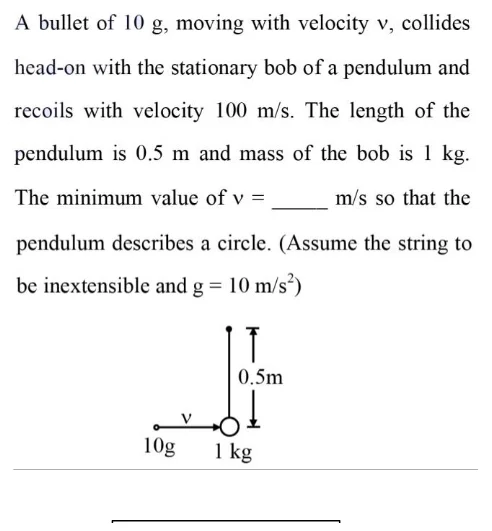 A bullet of 10 g, moving with velocity v, collides
head-on with the stationary bob of a pendulum and
recoils with velocity 100 m/s. The length of the
pendulum is 0.5 m and mass of the bob is 1 kg.
The minimum value of v = _____ m/s so that the
pendulum describes a circle. (Assume the string to
be inextensible and g = 10 m/s²)
0.5m
v
10g 1 kg